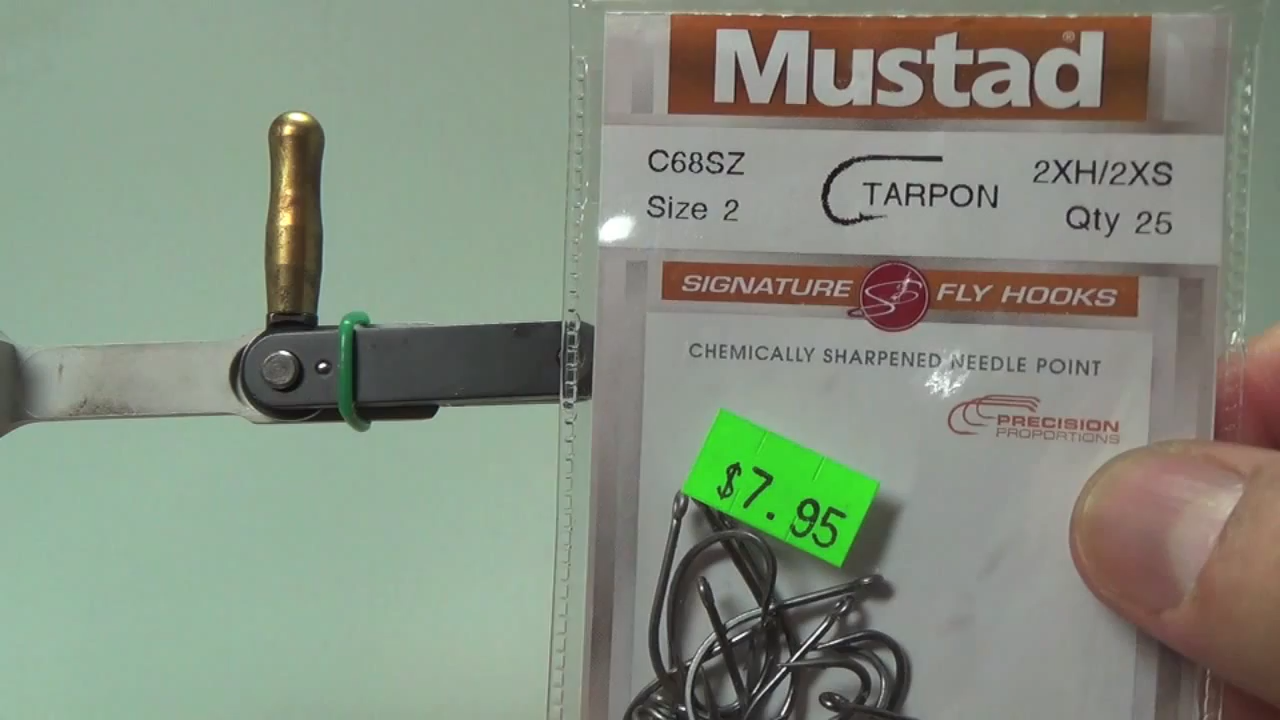 Mustad®
C68SZ
Size 2
TARPON
2XH/2XS
Qty 25
SIGNATURE FLY HOOKS
CHEMICALLY SHARPENED NEEDLE POINT
PRECISION
PROPORTIONS
$7.95